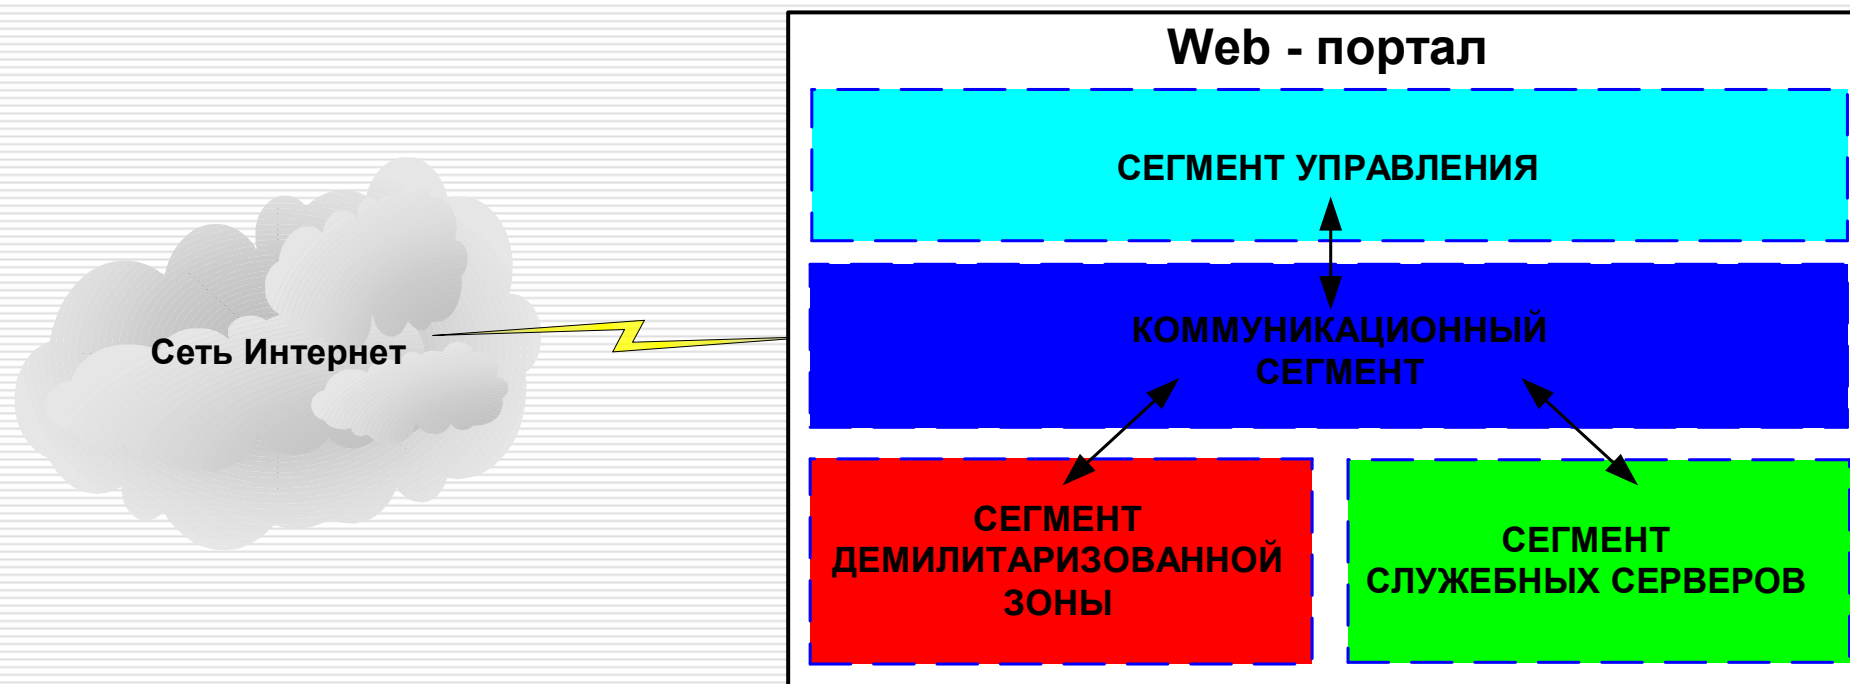 Web - портал
СЕГМЕНТ УПРАВЛЕНИЯ
Сеть Интернет
КОММУНИКАЦИОННЫЙ
СЕГМЕНТ
СЕГМЕНТ
ДЕМИЛИТАРИЗОВАННОЙ
ЗОНЫ
СЕГМЕНТ
СЛУЖЕБНЫХ СЕРВЕРОВ